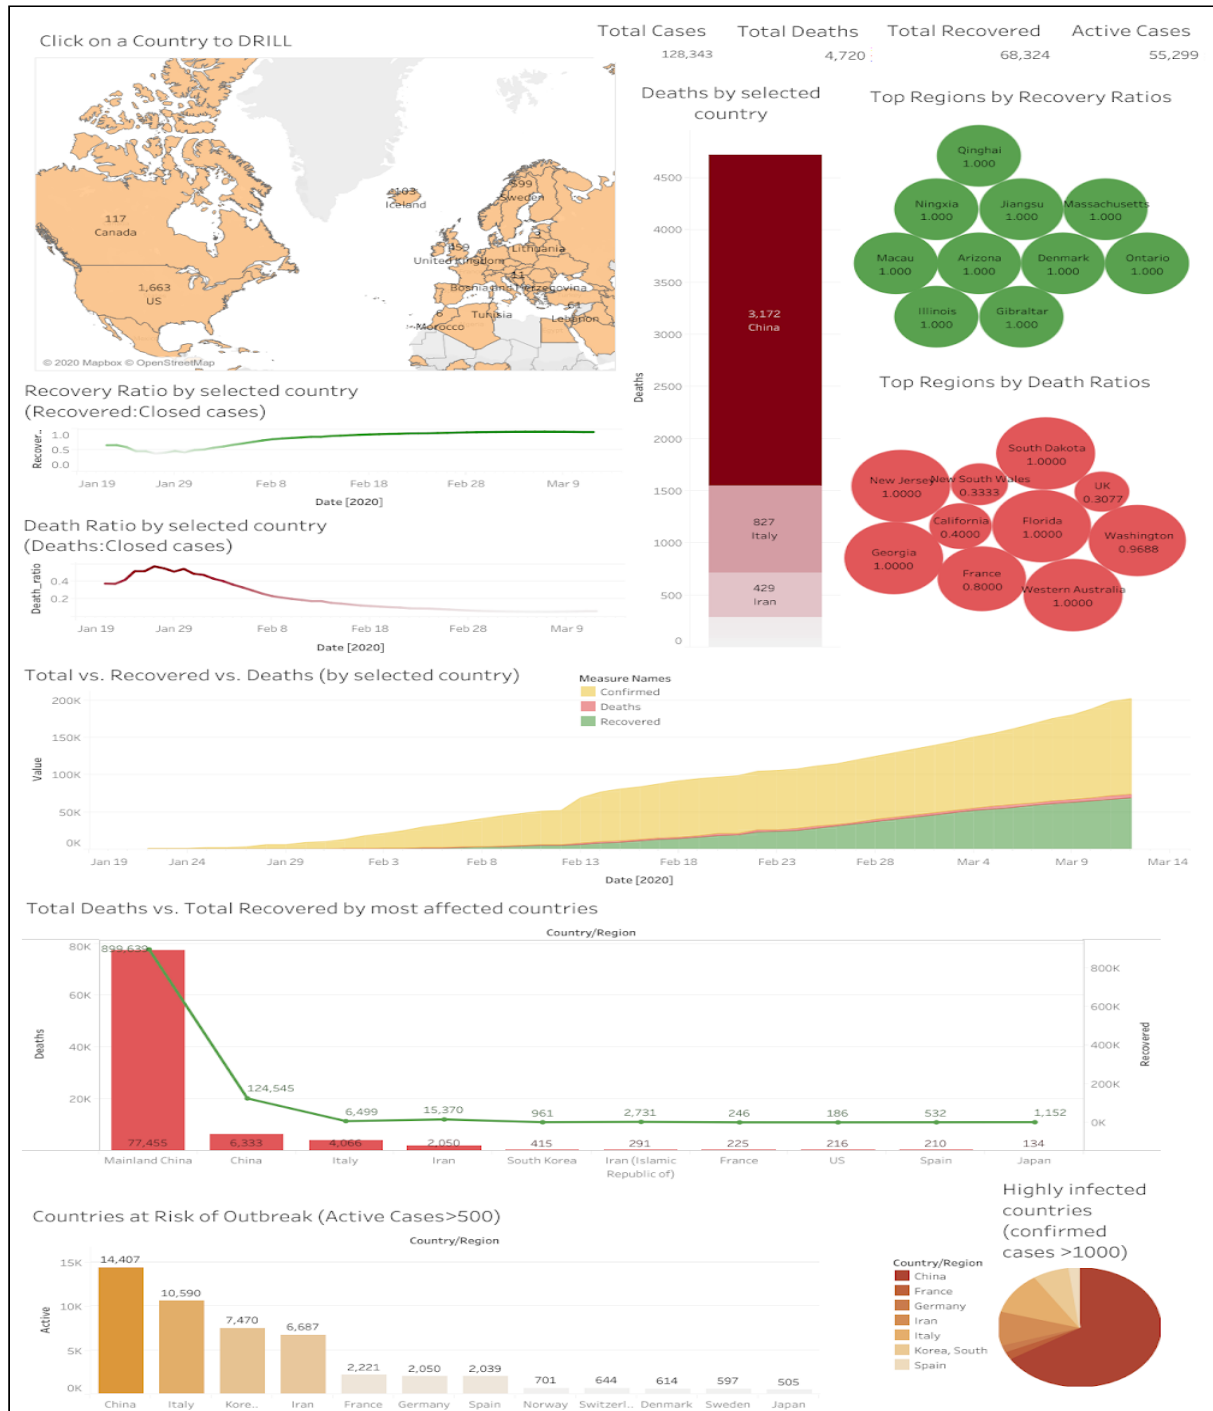 Click on a Country to DRILL
Total Cases
128,343
Total Deaths
4,720
Total Recovered
68,324
Active Cases
55,299
117
Canada
1,663
US
1103
Iceland
599
Sweden
459
United Kingdom
Lithuania
11
Bosnia and Herzegovina
6
Morocco
Tunisia
61
Lebanon
© 2020 Mapbox © OpenStreetMap
Deaths by selected
country
Deaths
4500
4000
3500
3000
2500
2000
1500
1000
500
0
3,172
China
827
Italy
429
Iran
Top Regions by Recovery Ratios
Qinghai
1.000
Ningxia
1.000
Jiangsu
1.000
Massachusetts
1.000
Macau
1.000
Arizona
1.000
Denmark
1.000
Ontario
1.000
Illinois
1.000
Gibraltar
1.000
Top Regions by Death Ratios
South Dakota
1.0000
New Jersey
1.0000
New South Wales
0.3333
UK
0.3077
California
0.4000
Florida
1.0000
Washington
0.9688
Georgia
1.0000
France
0.8000
Western Australia
1.0000
Recovery Ratio by selected country
(Recovered:Closed cases)
Recover..
1.0
0.5
0.0
Jan 19 Jan 29 Feb 8 Feb 18 Feb 28 Mar 9
Date [2020]
Death Ratio by selected country
(Deaths:Closed cases)
Death_ratio
0.4
0.2
Jan 19 Jan 29 Feb 8 Feb 18 Feb 28 Mar 9
Date [2020]
Total vs. Recovered vs. Deaths (by selected country)
Measure Names
Confirmed
Deaths
Recovered
Value
200K
150K
100K
50K
0K
Jan 19 Jan 24 Jan 29 Feb 3 Feb 8 Feb 13 Feb 18 Feb 23 Feb 28 Mar 4 Mar 9 Mar 14
Date [2020]
Total Deaths vs. Total Recovered by most affected countries
Country/Region
Deaths
80K
60K
40K
20K
Recovered
800K
600K
400K
200K
0K
899,639
124,545
6,499
15,370
961
2,731
246
186
532
1,152
77,455
6,333
4,066
2,050
415
291
225
216
210
134
Mainland China
China
Italy
Iran
South Korea
Iran (Islamic
Republic of)
France
US
Spain
Japan
Countries at Risk of Outbreak (Active Cases>500)
Country/Region
Active
15K
10K
5K
0K
14,407
10,590
7,470
6,687
2,221
2,050
2,039
701
644
614
597
505
China
Italy
Kore..
Iran
France
Germany
Spain
Norway
Switzerl..
Denmark
Sweden
Japan
Highly infected
countries
(confirmed
cases >1000)
Country/Region
China
France
Germany
Iran
Italy
Korea, South
Spain